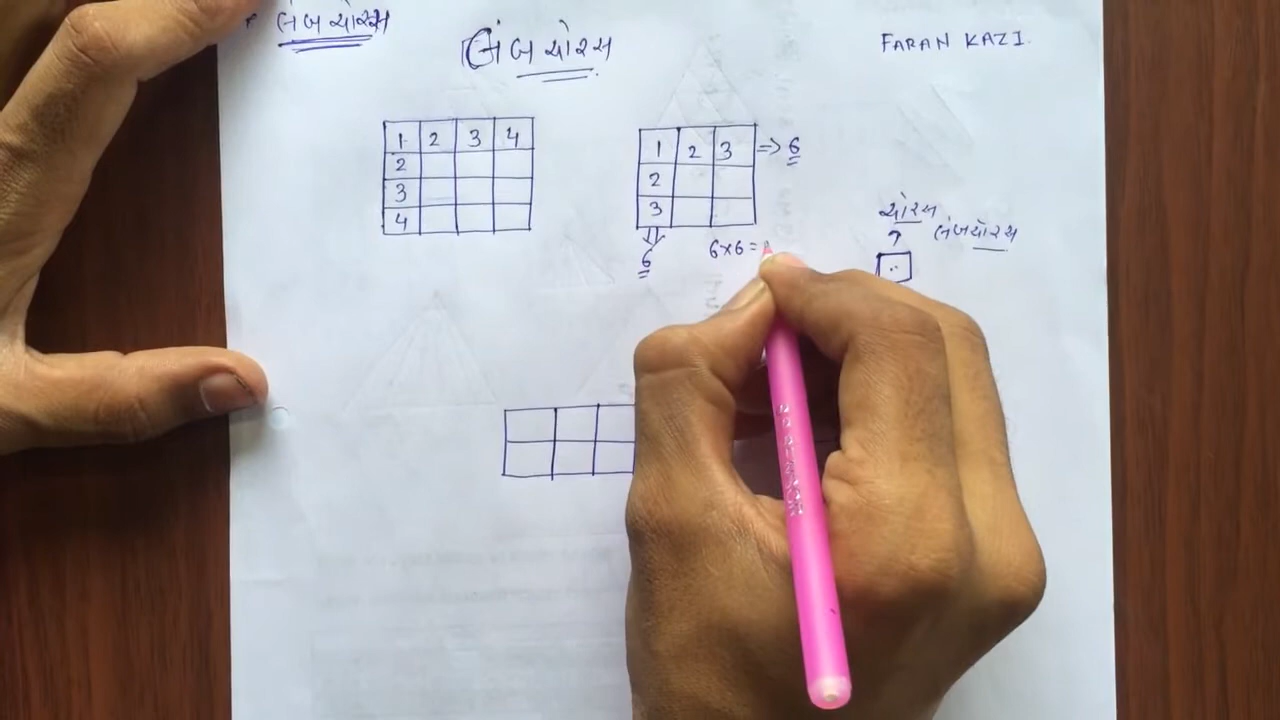 લંબચોરસ
લંબચોરસ
FARAN KAZI.
1 2 3 4
2
3
4
1 2 3 => 6
2
3
6
6×6=
ચોરસ
લંબચોરસ